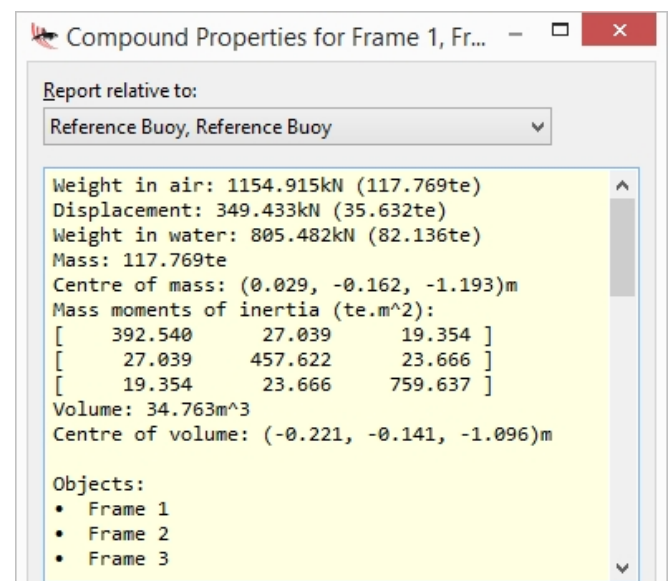 Compound Properties for Frame 1, Fr...
Report relative to:
Reference Buoy, Reference Buoy
Weight in air: 1154.915kN (117.769te)
Displacement: 349.433kN (35.632te)
Weight in water: 805.482kN (82.136te)
Mass: 117.769te
Centre of mass: (0.029, -0.162, -1.193)m
Mass moments of inertia (te.m^2):
[ 392.540 27.039 19.354 ]
[ 27.039 457.622 23.666 ]
[ 19.354 23.666 759.637 ]
Volume: 34.763m^3
Centre of volume: (-0.221, -0.141, -1.096)m
Objects:
• Frame 1
• Frame 2
• Frame 3